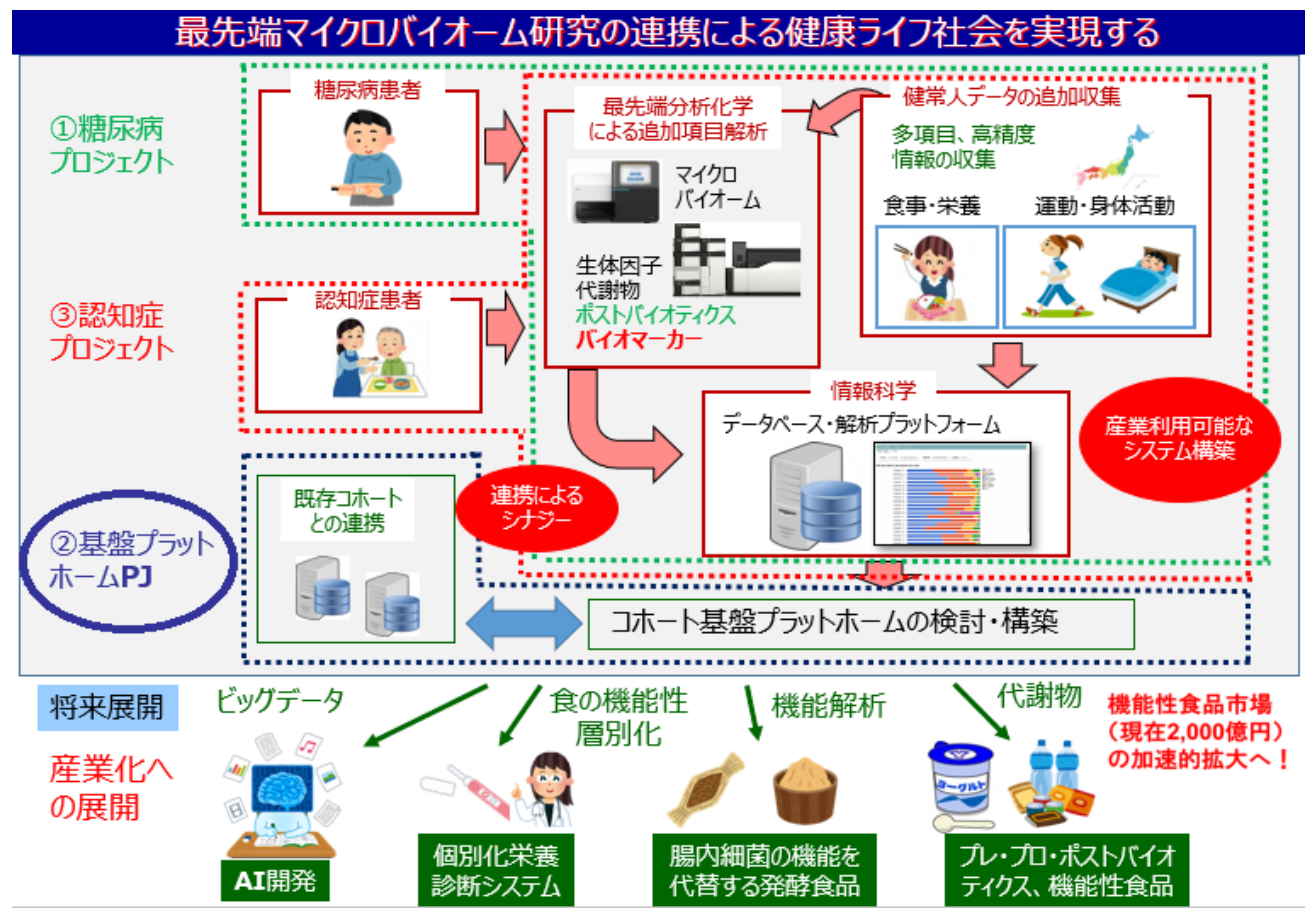 最先端マイクロバイオーム研究の連携による健康ライフ社会を実現する
①糖尿病
プロジェクト
糖尿病患者
最先端分析化学
による追加項目解析
マイクロ
バイオーム
生体因子
代謝物
ポストバイオティクス
バイオマーカー
健常人データの追加収集
多項目、高精度
情報の収集
食事・栄養
運動・身体活動
③認知症
プロジェクト
認知症患者
情報科学
データベース・解析プラットフォーム
産業利用可能な
システム構築
②基盤プラット
ホームPJ
既存コホート
との連携
連携による
シナジー
コホート基盤プラットホームの検討・構築
将来展開
産業化へ
の展開
ビッグデータ
AI開発
食の機能性
層別化
個別化栄養
診断システム
機能解析
腸内細菌の機能を
代替する発酵食品
代謝物
ヨーグルト
プレ・プロ・ポストバイオ
ティクス、機能性食品
機能性食品市場
（現在2,000億円）
の加速的拡大へ！